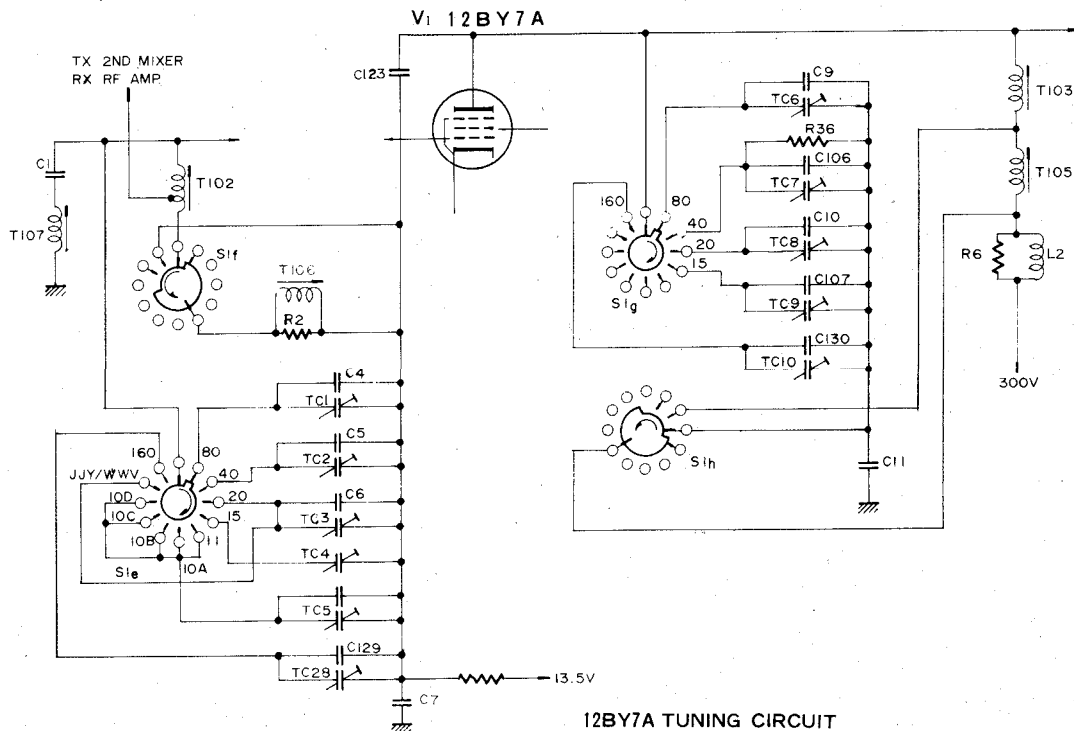 V1 12BY7A
TX 2ND MIXER
RX RF AMP.
C123
C1
T102
T107
S1f
T106
R2
C4
TC1
C5
TC2
C6
TC3
TC4
TC5
C129
TC28
C7
13.5V
160
80
JJY/WWV
40
10D
20
10C
15
10B
11
10A
S1e
C9
TC6
R36
C106
TC7
C10
TC8
C107
TC9
C130
TC10
160
80
40
20
15
S1g
S1h
C11
T103
T105
R6
L2
300V
12BY7A TUNING CIRCUIT